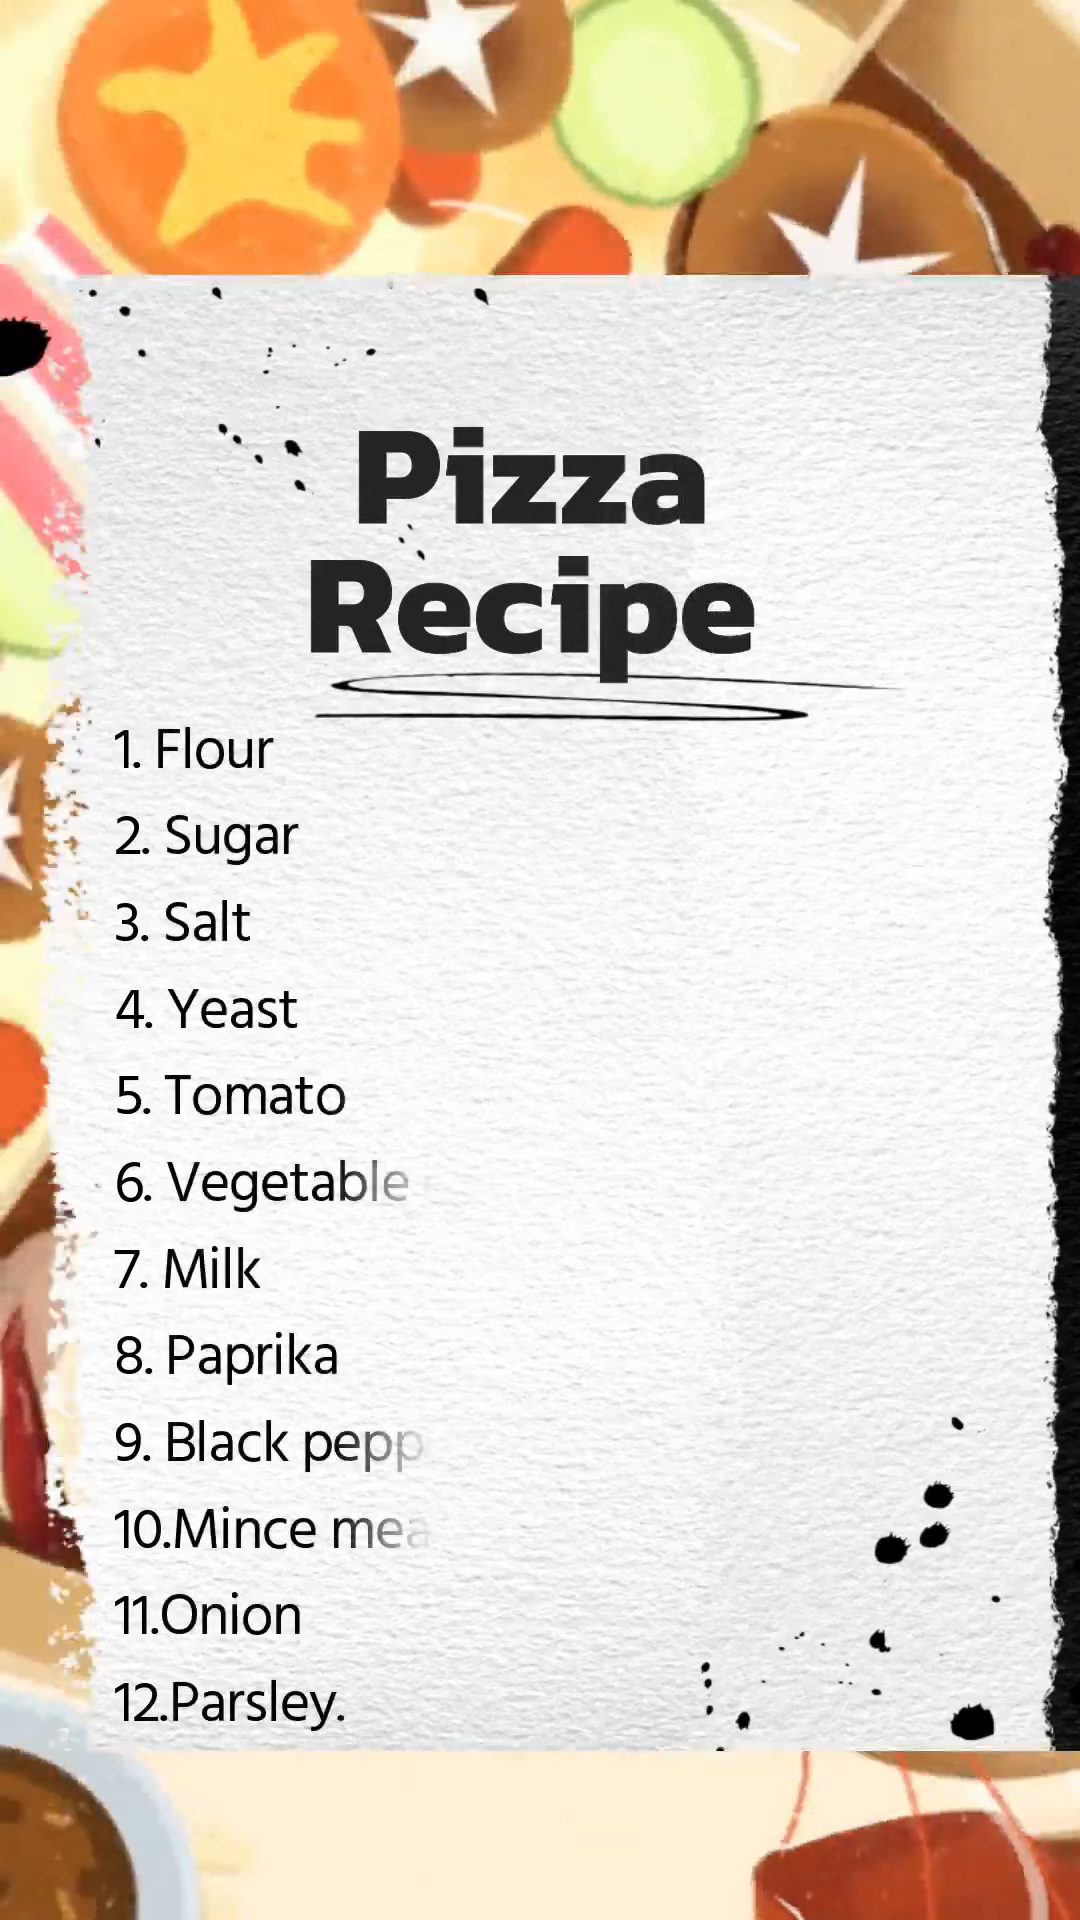 Pizza
Recipe
1. Flour
2. Sugar
3. Salt
4. Yeast
5. Tomato
6. Vegetable
7. Milk
8. Paprika
9. Black pepp
10.Mince mea
11.Onion
12.Parsley.